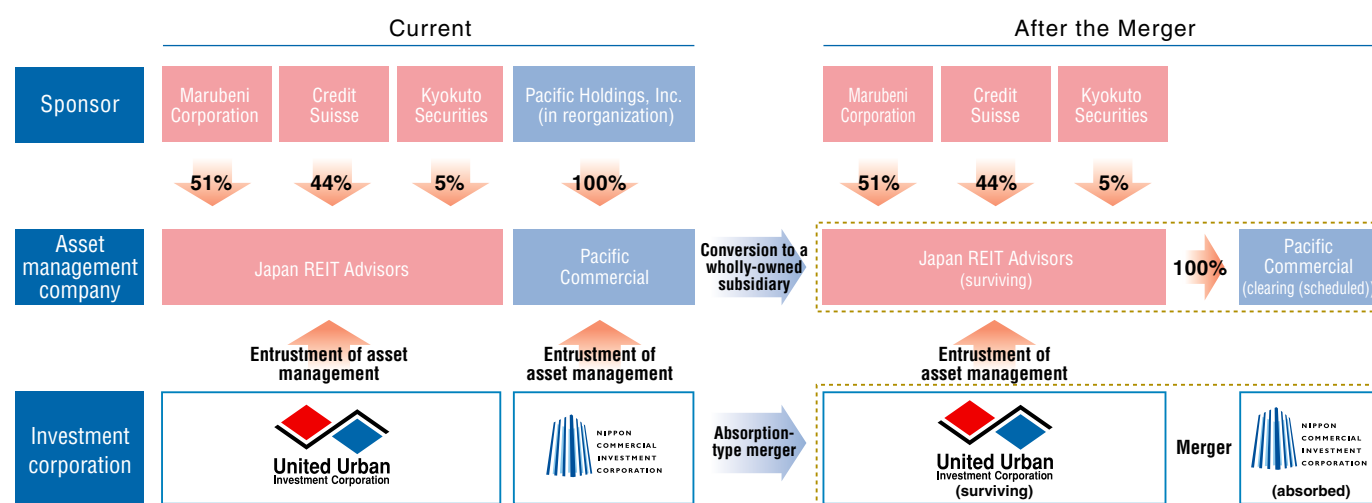 Current
After the Merger
Sponsor
Marubeni
Corporation
Credit
Suisse
Kyokuto
Securities
Pacific Holdings, Inc.
(in reorganization)
Marubeni
Corporation
Credit
Suisse
Kyokuto
Securities
51%
44%
5%
100%
51%
44%
5%
Asset
management
company
Japan REIT Advisors
Pacific
Commercial
Conversion to a
wholly-owned
subsidiary
Japan REIT Advisors
(surviving)
100%
Pacific
Commercial
(clearing (scheduled))
Entrustment of asset
management
Entrustment of
asset management
Entrustment of
asset management
Investment
corporation
United Urban
Investment Corporation
NIPPON
COMMERCIAL
INVESTMENT
CORPORATION
Absorption-
type merger
United Urban
Investment Corporation
(surviving)
Merger
NIPPON
COMMERCIAL
INVESTMENT
CORPORATION
(absorbed)